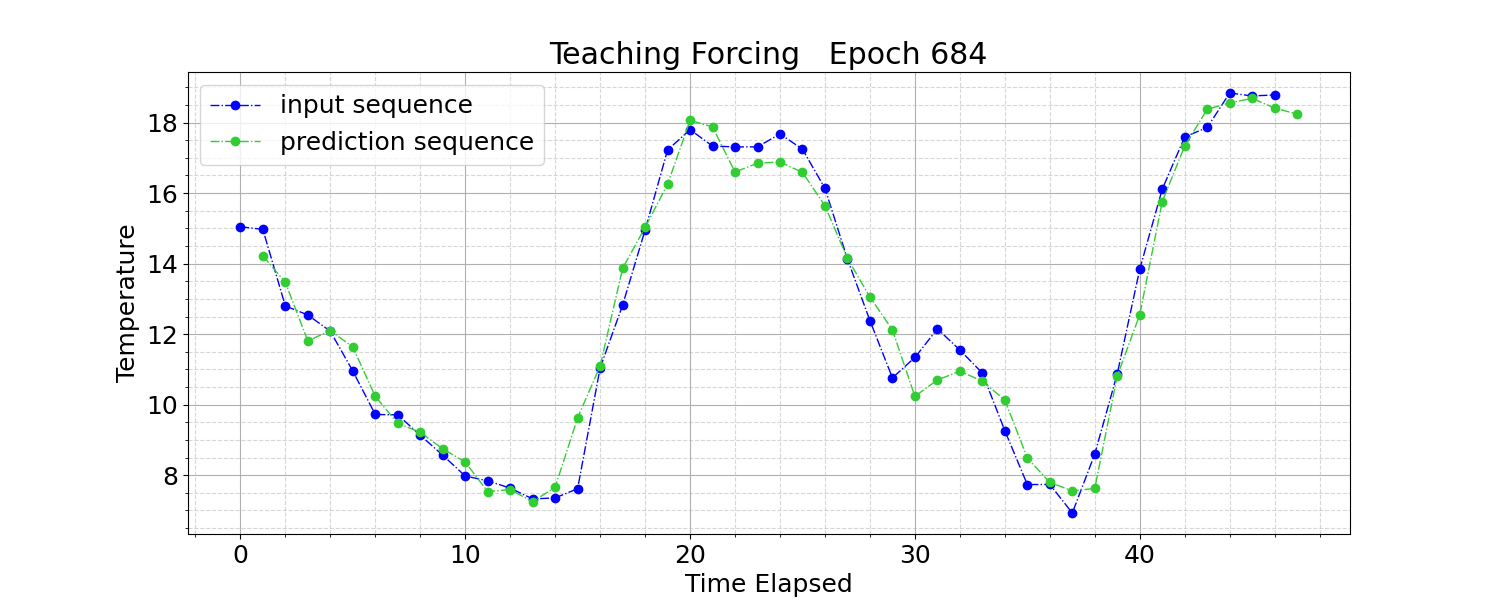 Teaching Forcing   Epoch 684
input sequence
prediction sequence
Temperature
18
16
14
12
10
8
0 10 20 30 40
Time Elapsed